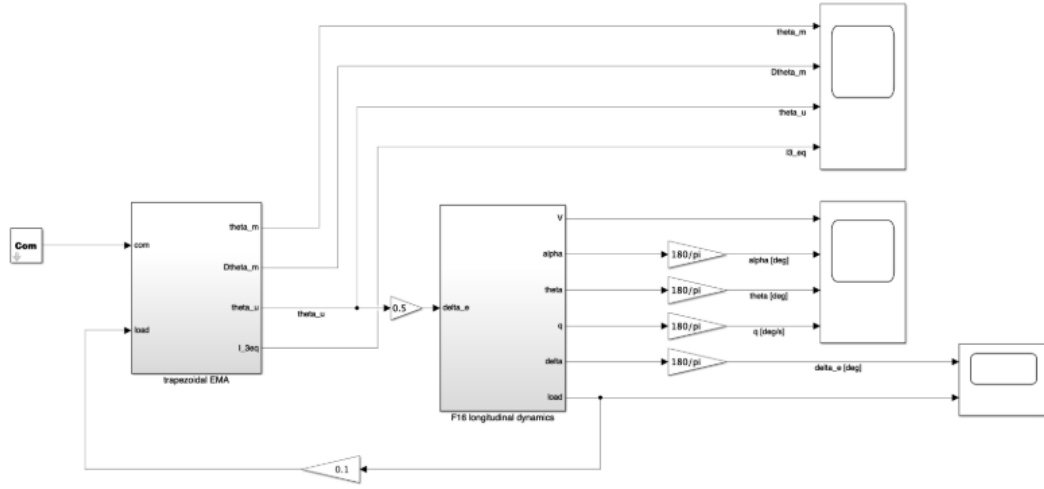 theta_m
Dtheta_m
theta_u
I3_eq
Com
com
load
theta_m
Dtheta_m
theta_u
I_3eq
trapezoidal EMA
theta_u
0.5
delta_e
V
alpha
theta
q
delta
load
F16 longitudinal dynamics
180/pi
alpha [deg]
180/pi
theta [deg]
180/pi
q [deg/s]
180/pi
delta_e [deg]
0.1